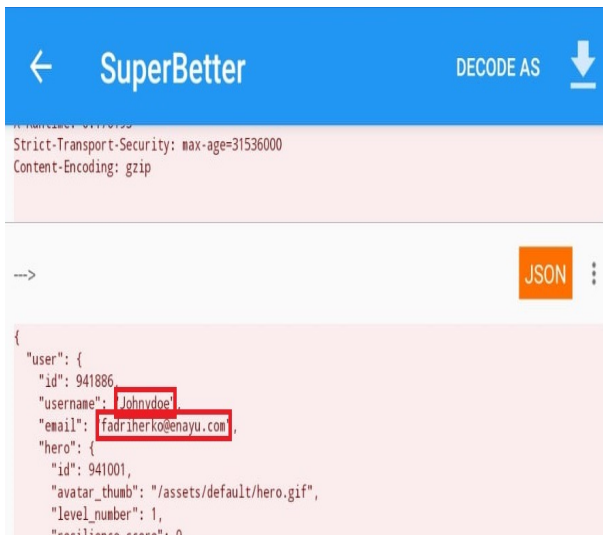 SuperBetter
DECODE AS
Strict-Transport-Security: max-age=31536000
Content-Encoding: gzip
--->
JSON
{
"user": {
"id": 941886,
"username": "Johnydoe",
"email": "fadriherko@enayu.com",
"hero": {
"id": 941001,
"avatar_thumb": "/assets/default/hero.gif",
"level_number": 1,